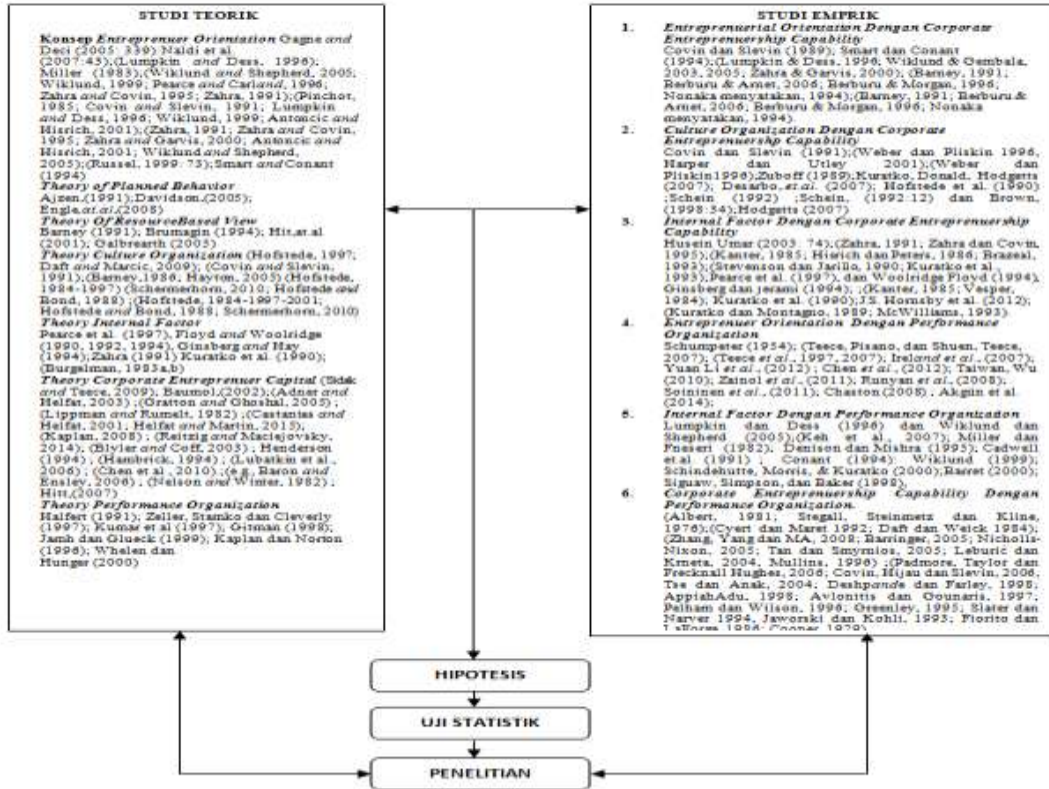 STUDI TEORIK
Konsep Entreprenuer Orientation Gagne and
Deci (2005: 339) Naldi et al.
(2007:43),(Lumpkin and Dess, 1996);
Miller (1983);(Wiklund and Shepherd, 2005;
Wiklund, 1999; Pearce and Carland, 1996;
Zahra and Covin, 1995; Zahra, 1991);(Pinchot,
1985; Covin and Slevin, 1991; Lumpkin
and Dess, 1996; Wiklund, 1999; Antoncic and
Hisrich, 2001);(Zahra, 1991; Zahra and Covin,
1995; Zahra and Garvis, 2000; Antoncic and
Hisrich, 2001; Wiklund and Shepherd,
2005);(Russel, 1999: 73);Smart and Conant
(1994)
Theory of Planned Behavior
Ajzen,(1991);Davidson,(2005);
Engle,at.al,(2008)
Theory Of ResourceBased View
Barney (1991); Brumagin (1994); Hit,at.al
(2001); Galbrearth (2005)
Theory Culture Organization (Hofstede, 1997;
Daft and Marcic, 2009); (Covin and Slevin,
1991);(Barney,1986; Hayton, 2005);(Hofstede,
1984-1997) (Schermerhorn, 2010; Hofstede and
Bond, 1988) ;(Hofstede, 1984-1997-2001;
Hofstede and Bond, 1988; Schermerhorn, 2010)
Theory Internal Factor
Pearce et al. (1997), Floyd and Woolridge
(1990, 1992, 1994), Ginsberg and Hay
(1994);Zahra (1991) Kuratko et al. (1990);
(Burgelman, 1983a,b)
Theory Corporate Entreprenuer Capital (Sidak
and Teece, 2009); Baumol,(2002);(Adner and
Helfat, 2003) ;(Gratton and Ghoshal, 2005) ;
(Lippman and Rumelt, 1982) ;(Castanias and
Helfat, 2001; Helfat and Martin, 2015);
(Kaplan, 2008) ; (Reitzig and Maciejovsky,
2014), (Blyler and Coff, 2003) ; Henderson
(1994) ; (Hambrick, 1994) ; (Lubatkin et al.,
2006) ; (Chen et al., 2010) ;(e.g., Baron and
Ensley, 2006) ; (Nelson and Winter, 1982) ;
Hitt,(2007)
Theory Performance Organization
Halfert (1991); Zeller, Stamko dan Cleverly
(1997); Kumar et al (1997); Gitman (1998);
Jamh dan Glueck (1999); Kaplan dan Norton
(1996); Whelen dan
Hunger (2000)
STUDI EMPRIK
1. Entreprenuerial Orientation Dengan Corporate
Entrepreneurship Capability
Covin dan Slevin (1989); Smart dan Conant
(1994);(Lumpkin & Dess, 1996; Wiklund & Gembala,
2003, 2005; Zahra & Garvis, 2000); (Barney, 1991;
Berburu & Arnet, 2006; Berburu & Morgan, 1996;
Nonaka menyatakan, 1994);(Barney, 1991; Berburu &
Arnet, 2006; Berburu & Morgan, 1996; Nonaka
menyatakan, 1994).
2. Culture Organization Dengan Corporate
Entreprenuershp Capability
Covin dan Slevin (1991);(Weber dan Pliskin 1996,
Harper dan Utley 2001);(Weber dan
Pliskin1996);Zuboff (1989);Kuratko, Donald, Hodgetts
(2007); Desarbo,et.al. (2007); Hofstede et al. (1990)
;Schein (1992) ;Schein, (1992:12) dan Brown,
(1998:34);Hodgetts (2007)
3. Internal Factor Dengan Corporate Entreprenuership
Capability
Husein Umar (2003: 74),(Zahra, 1991; Zahra dan Covin,
1995);(Kanter, 1985; Hisrich dan Peters, 1986; Brazeal,
1993);(Stevenson dan Jarillo, 1990; Kuratko et al.,
1993);Pearce et al. (1997), dan Woolridge Floyd (1994),
Ginsberg dan jerami (1994); ;(Kanter, 1985; Vesper,
1984); Kuratko et al. (1990);J.S. Hornsby et al. (2012);
(Kuratko dan Montagno, 1989; McWilliams, 1993)
4. Entreprenuer Orientation Dengan Performance
Organization
Schumpeter (1954); (Teece, Pisano, dan Shuen, Teece,
2007); (Teece et al., 1997, 2007); Ireland et al., (2007);
Yuan Li et al., (2012) ; Chen et al., (2012); Taiwan, Wu
(2010); Zainol et al., (2011); Runyan et al., (2008);
Soininen et al., (2011); Chaston (2008) ; Akgün et al.
(2014);
5. Internal Factor Dengan Performance Organization
Lumpkin dan Dess (1996) dan Wiklund dan
Shepherd (2005);(Keh et al., 2007); Miller dan
Friesen (1982), Denison dan Mishra (1995); Cadwell
et al (1991) ; Conant (1994); Wiklund (1999);
Schindehutte, Morris, & Kuratko (2000);Barret (2000);
Siguaw, Simpson, dan Baker (1998),
6. Corporate Entreprenuership Capability Dengan
Performance Organization.
(Albert, 1981; Stegall, Steinmetz dan Kline,
1976);(Cyert dan Maret 1992; Daft dan Weick 1984);
(Zhang, Yang dan MA, 2008; Barringer, 2005; Nicholls-
Nixon, 2005; Tan dan Smyrnios, 2005; Leburic dan
Krneta, 2004, Mullins, 1996) ;(Padmore, Taylor dan
Frecknall Hughes, 2006; Covin, Hijau dan Slevin, 2006,
Tse dan Anak, 2004; Deshpande dan Farley, 1998;
AppiahAdu, 1998; Avlonitis dan Gounaris, 1997;
Pelham dan Wilson, 1996; Greenley, 1995; Slater dan
Narver 1994, Jaworski dan Kohli, 1993; Fiorito dan
LaForge 1986; Cooper 1979)
HIPOTESIS
UJI STATISTIK
PENELITIAN